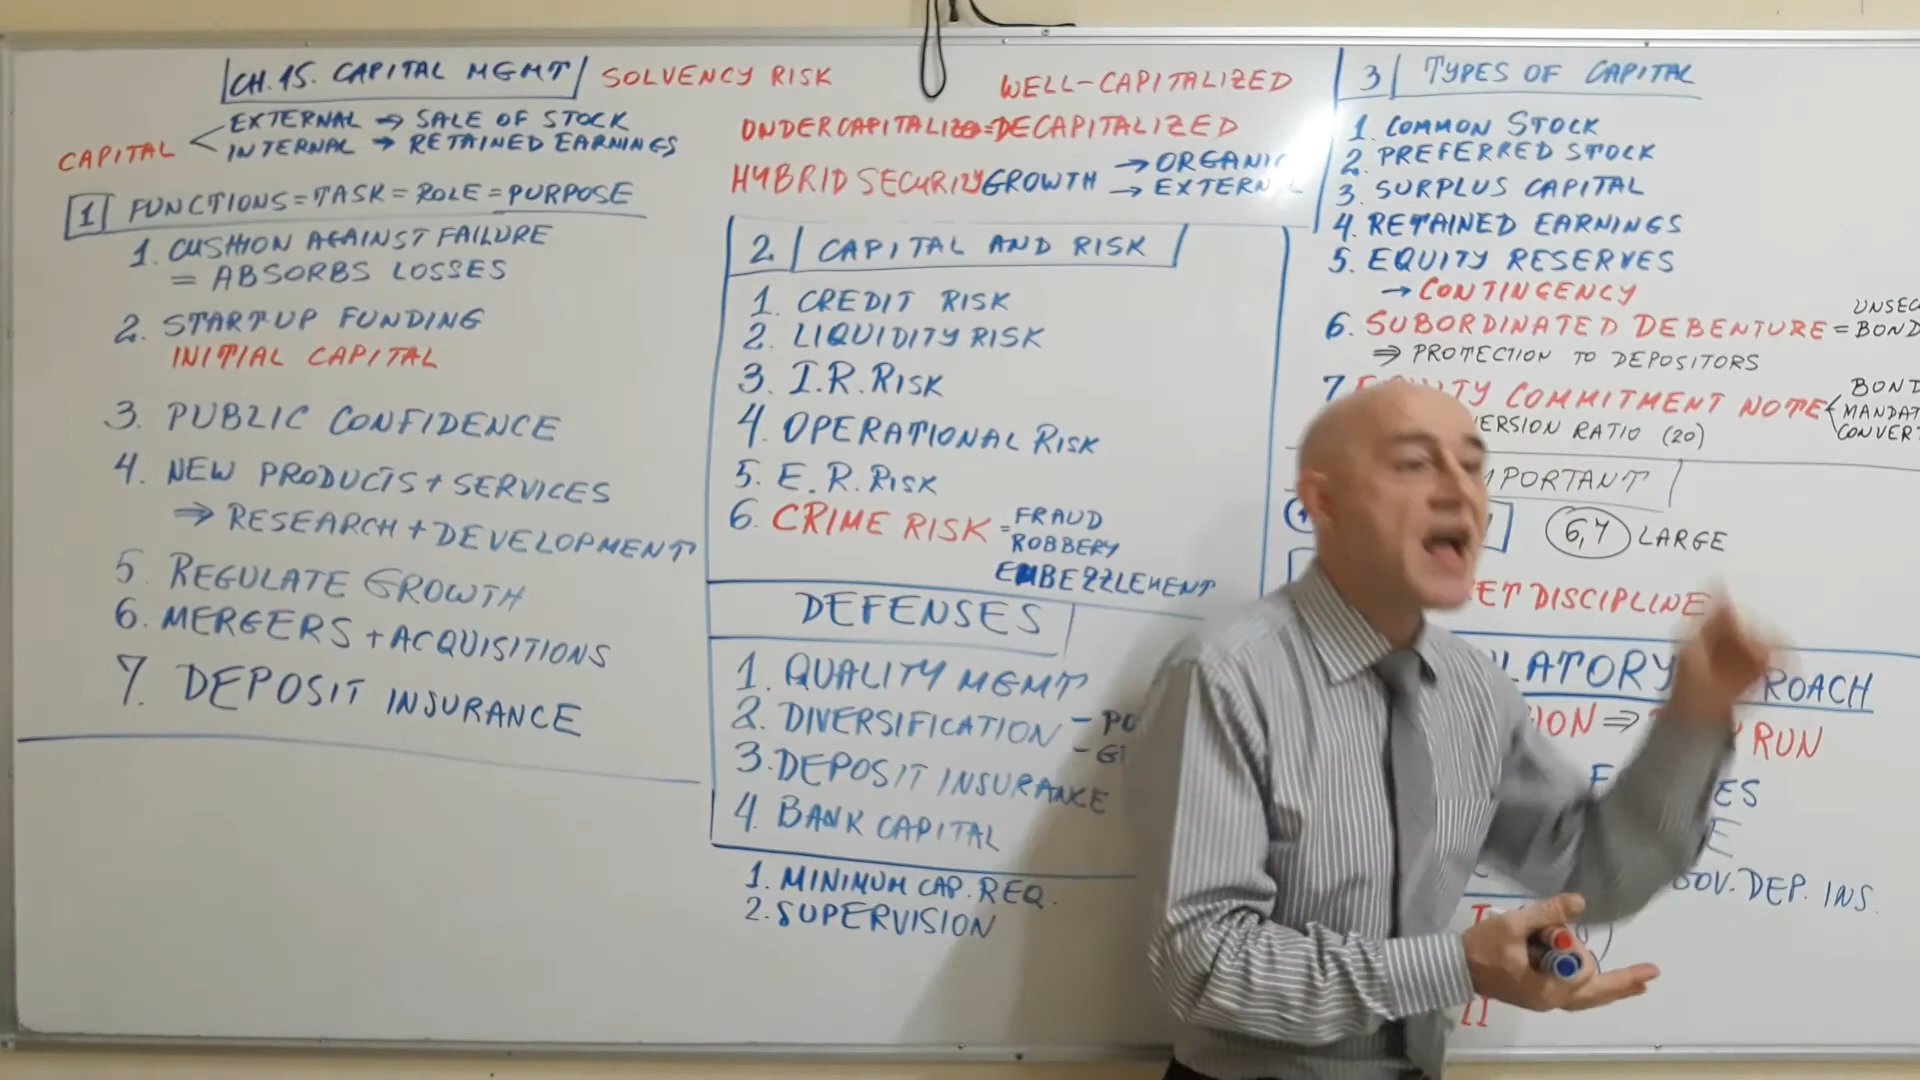 CH.15. CAPITAL MGMT SOLVENCY RISK
CAPITAL
EXTERNAL → SALE OF STOCK
INTERNAL → RETAINED EARNINGS
1 FUNCTIONS = TASK = ROLE = PURPOSE
1. CUSHION AGAINST FAILURE
= ABSORBS LOSSES
2. START-UP FUNDING
INITIAL CAPITAL
3. PUBLIC CONFIDENCE
4. NEW PRODUCTS + SERVICES
⇒ RESEARCH + DEVELOPMENT
5. REGULATE GROWTH
6. MERGERS + ACQUISITIONS
7. DEPOSIT INSURANCE
WELL-CAPITALIZED
UNDERCAPITALIZED = DECAPITALIZED
HYBRID SECURITY GROWTH → ORGANIC
→ EXTERNAL
2 CAPITAL AND RISK
1. CREDIT RISK
2. LIQUIDITY RISK
3. I.R. RISK
4. OPERATIONAL RISK
5. E.R. RISK
6. CRIME RISK = FRAUD
ROBBERY
EMBEZZLEMENT
DEFENSES
1. QUALITY MGMT
2. DIVERSIFICATION
3. DEPOSIT INSURANCE
4. BANK CAPITAL
1. MINIMUM CAP. REQ.
2. SUPERVISION
3 TYPES OF CAPITAL
1. COMMON STOCK
2. PREFERRED STOCK
3. SURPLUS CAPITAL
4. RETAINED EARNINGS
5. EQUITY RESERVES
→ CONTINGENCY
6. SUBORDINATED DEBENTURE =
⇒ PROTECTION TO DEPOSITORS
7 COMMITMENT NOTE
RATIO (20)
6,7 LARGE
DISCIPLINE
RUN
DEP. INS.
II